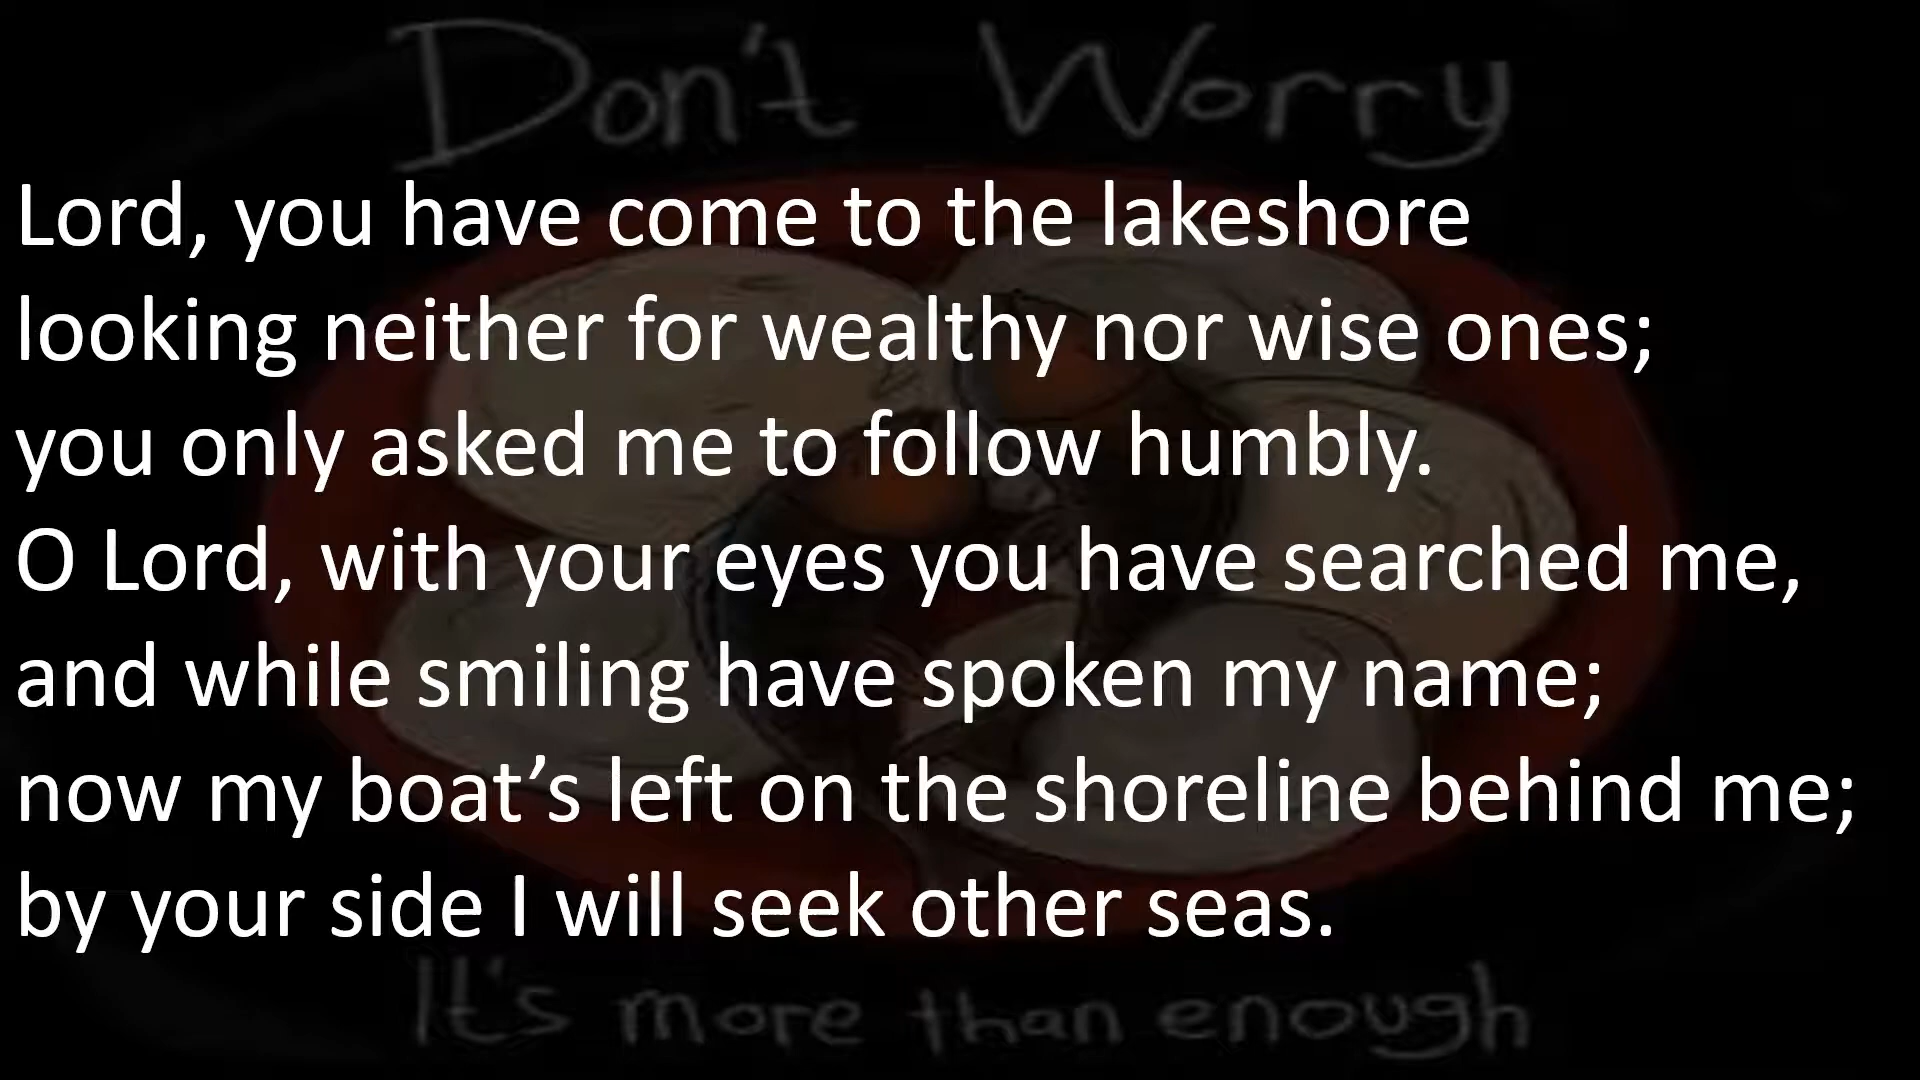 Don't Worry
Lord, you have come to the lakeshore
looking neither for wealthy nor wise ones;
you only asked me to follow humbly.
O Lord, with your eyes you have searched me,
and while smiling have spoken my name;
now my boat’s left on the shoreline behind me;
by your side I will seek other seas.
It's more than enough